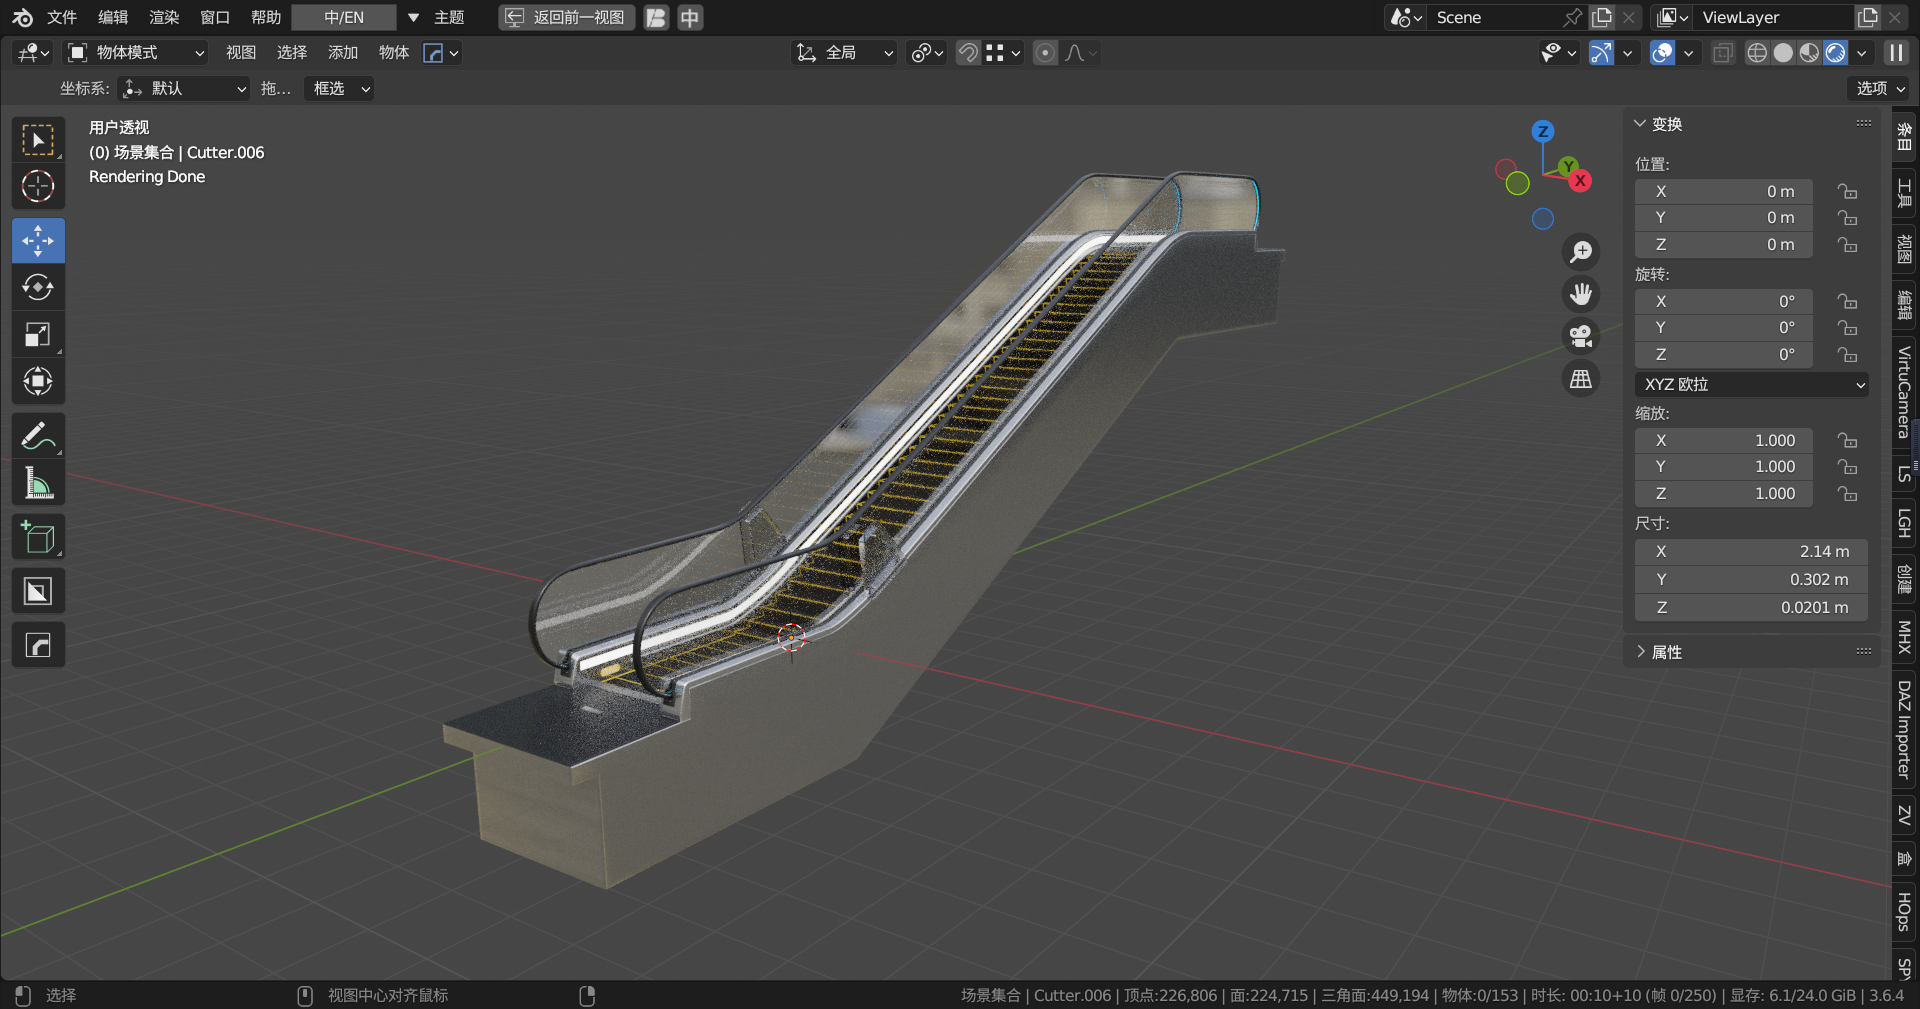 文件 编辑 渲染 窗口 帮助 中/EN 主题 返回前一视图 中 Scene ViewLayer
物体模式 视图 选择 添加 物体 全局
坐标系: 默认 拖... 框选 选项
用户透视
(0) 场景集合 | Cutter.006
Rendering Done
Z
Y
X
变换
位置:
X 0 m
Y 0 m
Z 0 m
旋转:
X 0°
Y 0°
Z 0°
XYZ 欧拉
缩放:
X 1.000
Y 1.000
Z 1.000
尺寸:
X 2.14 m
Y 0.302 m
Z 0.0201 m
属性
条目
工具
视图
编辑
VirtuCamera
LS
LGH
创建
MHX
DAZ Importer
ZV
盒
HOps
选择 视图中心对齐鼠标 场景集合 | Cutter.006 | 顶点:226,806 | 面:224,715 | 三角面:449,194 | 物体:0/153 | 时长: 00:10+10 (帧 0/250) | 显存: 6.1/24.0 GiB | 3.6.4